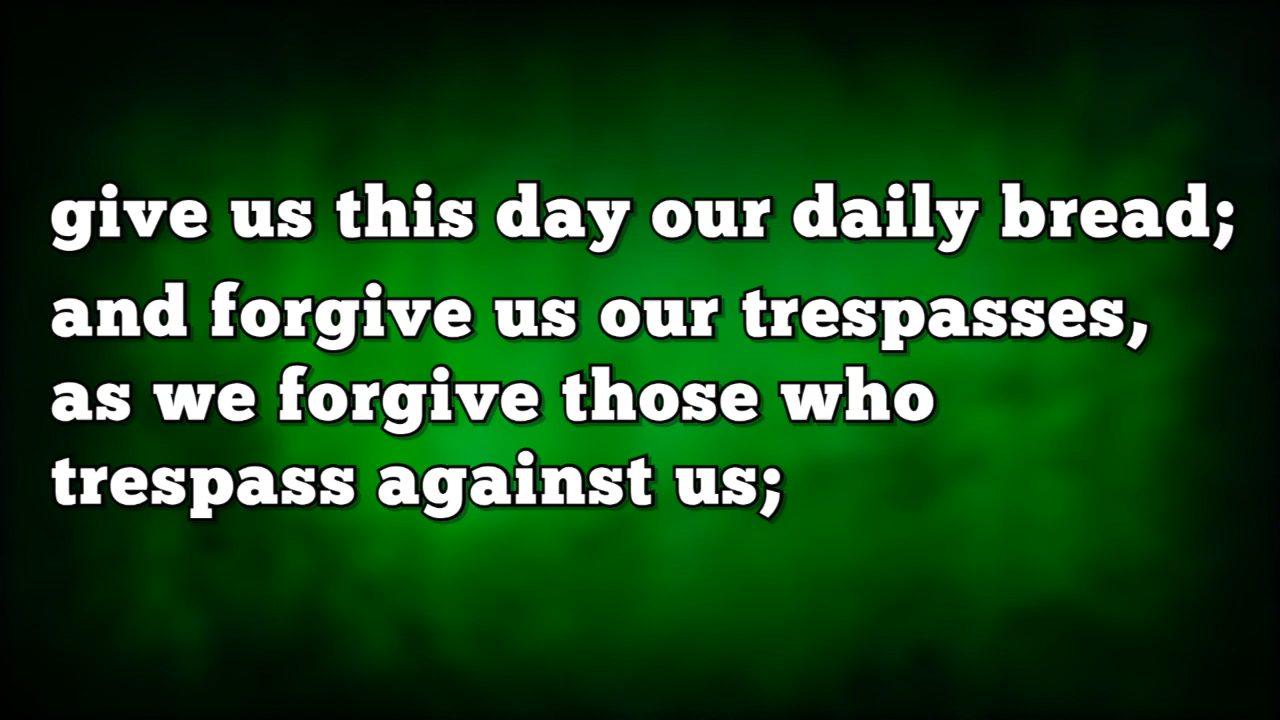 give us this day our daily bread;
and forgive us our trespasses,
as we forgive those who
trespass against us;